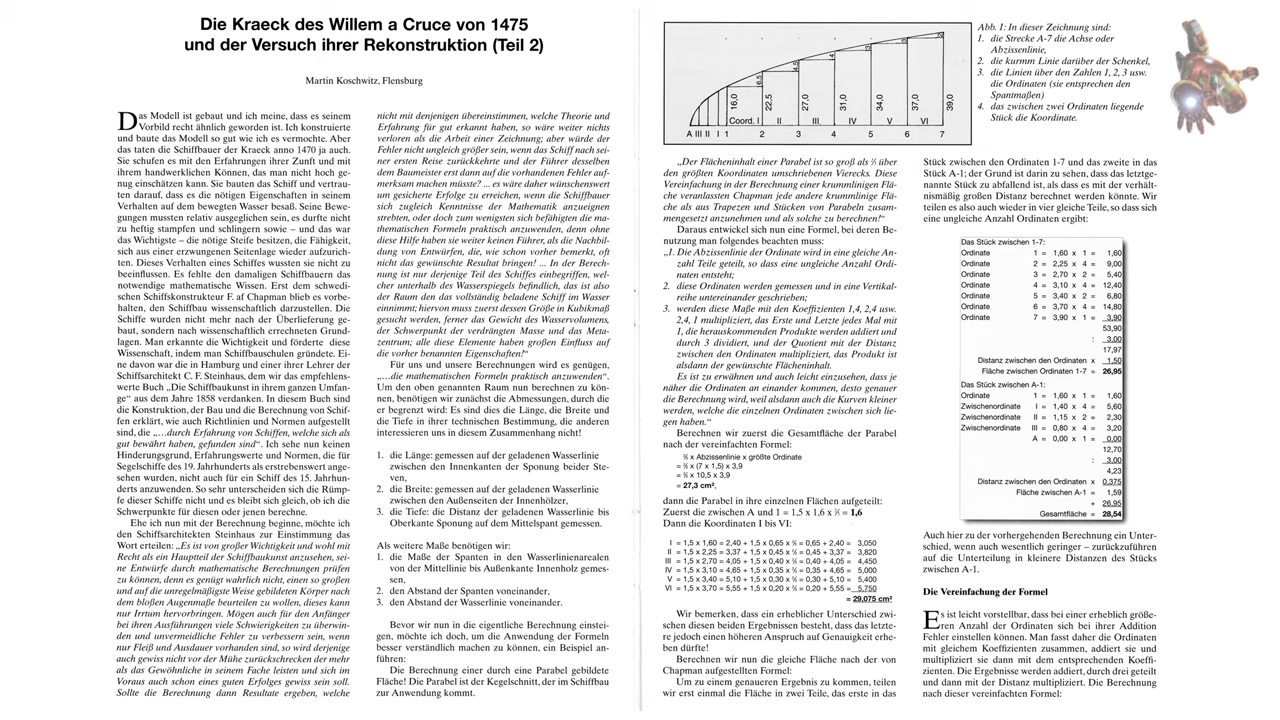 Die Kraeck des Willem a Cruce von 1475
und der Versuch ihrer Rekonstruktion (Teil 2)
Martin Koschwitz, Flensburg
Das Modell ist gebaut und ich meine, dass es seinem
Vorbild recht ähnlich geworden ist. Ich konstruierte
und baute das Modell so gut wie ich es vermochte. Aber
das taten die Schiffbauer der Kraeck anno 1470 ja auch.
Sie schufen es mit den Erfahrungen ihrer Zunft und mit
ihrem handwerklichen Können, das man nicht hoch ge-
nug einschätzen kann. Sie bauten das Schiff und vertrau-
ten darauf, dass es die nötigen Eigenschaften in seinem
Verhalten auf dem bewegten Wasser besaß. Seine Bewe-
gungen mussten relativ ausgeglichen sein, es durfte nicht
zu heftig stampfen und schlingern sowie – und das war
das Wichtigste – die nötige Steife besitzen, die Fähigkeit,
sich aus einer erzwungenen Seitenlage wieder aufzurich-
ten. Dieses Verhalten eines Schiffes wussten sie nicht zu
beeinflussen. Es fehlte den damaligen Schiffbauern das
notwendige mathematische Wissen. Erst dem schwedi-
schen Schiffskonstrukteur F. af Chapman blieb es vorbe-
halten, den Schiffbau wissenschaftlich darzustellen. Die
Schiffe wurden nicht mehr nach der Überlieferung ge-
baut, sondern nach wissenschaftlich errechneten Grund-
lagen. Man erkannte die Wichtigkeit und förderte diese
Wissenschaft, indem man Schiffbauschulen gründete. Ei-
ne davon war die in Hamburg und einer ihrer Lehrer der
Schiffsarchitekt C. F. Steinhaus, dem wir das empfehlens-
werte Buch „Die Schiffbaukunst in ihrem ganzen Umfan-
ge“ aus dem Jahre 1858 verdanken. In diesem Buch sind
die Konstruktion, der Bau und die Berechnung von Schif-
fen erklärt, wie auch Richtlinien und Normen aufgestellt
sind, die „…durch Erfahrung von Schiffen, welche sich als
gut bewährt haben, gefunden sind“. Ich sehe nun keinen
Hinderungsgrund, Erfahrungswerte und Normen, die für
Segelschiffe des 19. Jahrhunderts als erstrebenswert ange-
sehen wurden, nicht auch für ein Schiff des 15. Jahrhun-
derts anzuwenden. So sehr unterscheiden sich die Rümp-
fe dieser Schiffe nicht und es bleibt sich gleich, ob ich die
Schwerpunkte für diesen oder jenen berechne.
Ehe ich nun mit der Berechnung beginne, möchte ich
den Schiffsarchitekten Steinhaus zur Einstimmung das
Wort erteilen: „Es ist von großer Wichtigkeit und wohl mit
Recht als ein Hauptteil der Schiffbaukunst anzusehen, sei-
ne Entwürfe durch mathematische Berechnungen prüfen
zu können, denn es genügt wahrlich nicht, einen so großen
und auf die unregelmäßigste Weise gebildeten Körper nach
dem bloßen Augenmaße beurteilen zu wollen, dieses kann
nur Irrtum hervorbringen. Mögen auch für den Anfänger
bei ihren Ausführungen viele Schwierigkeiten zu überwin-
den und unvermeidliche Fehler zu verbessern sein, wenn
nur Fleiß und Ausdauer vorhanden sind, so wird derjenige
auch gewiss nicht vor der Mühe zurückschrecken der mehr
als das Gewöhnliche in seinem Fache leisten und sich im
Voraus auch schon eines guten Erfolges gewiss sein soll.
Sollte die Berechnung dann Resultate ergeben, welche
nicht mit denjenigen übereinstimmen, welche Theorie und
Erfahrung für gut erkannt haben, so wäre weiter nichts
verloren als die Arbeit einer Zeichnung; aber würde der
Fehler nicht ungleich größer sein, wenn das Schiff nach sei-
ner ersten Reise zurückkehrte und der Führer desselben
dem Baumeister erst dann auf die vorhandenen Fehler auf-
merksam machen müsste? ... es wäre daher wünschenswert
um gesicherte Erfolge zu erreichen, wenn die Schiffbauer
sich zugleich Kenntnisse der Mathematik anzueignen
strebten, oder doch zum wenigsten sich befähigten die ma-
thematischen Formeln praktisch anzuwenden, denn ohne
diese Hilfe haben sie weiter keinen Führer, als die Nachbil-
dung von Entwürfen, die, wie schon vorher bemerkt, oft
nicht das gewünschte Resultat bringen! ... In der Berech-
nung ist nur derjenige Teil des Schiffes einbegriffen, wel-
cher unterhalb des Wasserspiegels befindlich, das ist also
der Raum den das vollständig beladene Schiff im Wasser
einnimmt; hiervon muss zuerst dessen Größe in Kubikmaß
gesucht werden, ferner das Gewicht des Wasservolumens,
der Schwerpunkt der verdrängten Masse und das Meta-
zentrum; alle diese Elemente haben großen Einfluss auf
die vorher benannten Eigenschaften!“
Für uns und unsere Berechnungen wird es genügen,
„…die mathematischen Formeln praktisch anzuwenden“.
Um den oben genannten Raum nun berechnen zu kön-
nen, benötigen wir zunächst die Abmessungen, durch die
er begrenzt wird: Es sind dies die Länge, die Breite und
die Tiefe in ihrer technischen Bestimmung, die anderen
interessieren uns in diesem Zusammenhang nicht!
1. die Länge: gemessen auf der geladenen Wasserlinie
zwischen den Innenkanten der Sponung beider Ste-
ven,
2. die Breite: gemessen auf der geladenen Wasserlinie
zwischen den Außenseiten der Innenhölzer,
3. die Tiefe: die Distanz der geladenen Wasserlinie bis
Oberkante Sponung auf dem Mittelspant gemessen.
Als weitere Maße benötigen wir:
1. die Maße der Spanten in den Wasserlinienarealen
von der Mittellinie bis Außenkante Innenholz gemes-
sen,
2. den Abstand der Spanten voneinander.
3. den Abstand der Wasserlinie voneinander.
Bevor wir nun in die eigentliche Berechnung einstei-
gen, möchte ich doch, um die Anwendung der Formeln
besser verständlich machen zu können, ein Beispiel an-
führen:
Die Berechnung einer durch eine Parabel gebildete
Fläche! Die Parabel ist der Kegelschnitt, der im Schiffbau
zur Anwendung kommt.
16,0 22,5 27,0 31,0 34,0 37,0 39,0
Coord. I II III. IV V VI
A III II I 1 2 3 4 5 6 7
Abb. 1: In dieser Zeichnung sind:
1. die Strecke A-7 die Achse oder
Abzissenlinie,
2. die kurmm Linie darüber der Schenkel,
3. die Linien über den Zahlen 1, 2, 3 usw.
die Ordinaten (sie entsprechen den
Spantmaßen)
4. das zwischen zwei Ordinaten liegende
Stück die Koordinate.
„Der Flächeninhalt einer Parabel ist so groß als ⅔ über
den größten Koordinaten umschriebenen Vierecks. Diese
Vereinfachung in der Berechnung einer krummlinigen Flä-
che veranlassten Chapman jede andere krummlinige Flä-
che als aus Trapezen und Stücken von Parabeln zusam-
mengesetzt anzunehmen und als solche zu berechnen!“
Daraus entwickel sich nun eine Formel, bei deren Be-
nutzung man folgendes beachten muss:
„1. Die Abzissenlinie der Ordinate wird in eine gleiche An-
zahl Teile geteilt, so dass eine ungleiche Anzahl Ordi-
naten entsteht;
2. diese Ordinaten werden gemessen und in eine Vertikal-
reihe untereinander geschrieben;
3. werden diese Maße mit den Koeffizienten 1,4, 2,4 usw.
2,4, 1 multipliziert, das Erste und Letzte jedes Mal mit
1, die herauskommenden Produkte werden addiert und
durch 3 dividiert, und der Quotient mit der Distanz
zwischen den Ordinaten multipliziert, das Produkt ist
alsdann der gewünschte Flächeninhalt.
Es ist zu erwähnen und auch leicht einzusehen, dass je
näher die Ordinaten an einander kommen, desto genauer
die Berechnung wird, weil alsdann auch die Kurven kleiner
werden, welche die einzelnen Ordinaten zwischen sich lie-
gen haben.“
Berechnen wir zuerst die Gesamtfläche der Parabel
nach der vereinfachten Formel:
⅔ x Abzissenlinie x größte Ordinate
= ⅔ x (7 x 1,5) x 3,9
= ⅔ x 10,5 x 3,9
= 27,3 cm².
dann die Parabel in ihre einzelnen Flächen aufgeteilt:
Zuerst die zwischen A und 1 = 1,5 x 1,6 x ⅔ = 1,6
Dann die Koordinaten I bis VI:
I = 1,5 x 1,60 = 2,40 + 1,5 x 0,65 x ⅔ = 0,65 + 2,40 = 3,050
II = 1,5 x 2,25 = 3,37 + 1,5 x 0,45 x ⅔ = 0,45 + 3,37 = 3,820
III = 1,5 x 2,70 = 4,05 + 1,5 x 0,40 x ⅔ = 0,40 + 4,05 = 4,450
IV = 1,5 x 3,10 = 4,65 + 1,5 x 0,35 x ⅔ = 0,35 + 4,65 = 5,000
V = 1,5 x 3,40 = 5,10 + 1,5 x 0,30 x ⅔ = 0,30 + 5,10 = 5,400
VI = 1,5 x 3,70 = 5,55 + 1,5 x 0,20 x ⅔ = 0,20 + 5,55 = 5,750
= 29,075 cm²
Wir bemerken, dass ein erheblicher Unterschied zwi-
schen diesen beiden Ergebnissen besteht, dass das letzte-
re jedoch einen höheren Anspruch auf Genauigkeit erhe-
ben dürfte!
Berechnen wir nun die gleiche Fläche nach der von
Chapman aufgestellten Formel:
Um zu einem genaueren Ergebnis zu kommen, teilen
wir erst einmal die Fläche in zwei Teile, das erste in das
Stück zwischen den Ordinaten 1-7 und das zweite in das
Stück A-1; der Grund ist darin zu sehen, dass das letztge-
nannte Stück zu abfallend ist, als dass es mit der verhält-
nismäßig großen Distanz berechnet werden könnte. Wir
teilen es also auch wieder in vier gleiche Teile, so dass sich
eine ungleiche Anzahl Ordinaten ergibt:
Das Stück zwischen 1-7:
Ordinate 1 = 1,60 x 1 = 1,60
Ordinate 2 = 2,25 x 4 = 9,00
Ordinate 3 = 2,70 x 2 = 5,40
Ordinate 4 = 3,10 x 4 = 12,40
Ordinate 5 = 3,40 x 2 = 6,80
Ordinate 6 = 3,70 x 4 = 14,80
Ordinate 7 = 3,90 x 1 = 3,90
53,90
: 3,00
17,97
Distanz zwischen den Ordinaten x 1,50
Fläche zwischen Ordinaten 1-7 = 26,95
Das Stück zwischen A-1:
Ordinate 1 = 1,60 x 1 = 1,60
Zwischenordinate I = 1,40 x 4 = 5,60
Zwischenordinate II = 1,15 x 2 = 2,30
Zwischenordinate III = 0,80 x 4 = 3,20
A = 0,00 x 1 = 0,00
12,70
: 3,00
4,23
Distanz zwischen den Ordinaten x 0,375
Fläche zwischen A-1 = 1,59
+ 26,95
Gesamtfläche = 28,54
Auch hier zu der vorhergehenden Berechnung ein Unter-
schied, wenn auch wesentlich geringer – zurückzuführen
auf die Unterteilung in kleinere Distanzen des Stücks
zwischen A-1.
Die Vereinfachung der Formel
Es ist leicht vorstellbar, dass bei einer erheblich größe-
ren Anzahl der Ordinaten sich bei ihrer Addition
Fehler einstellen können. Man fasst daher die Ordinaten
mit gleichem Koeffizienten zusammen, addiert sie und
multipliziert sie dann mit dem entsprechenden Koeffi-
zienten. Die Ergebnisse werden addiert, durch drei geteilt
und dann mit der Distanz multipliziert. Die Berechnung
nach dieser vereinfachten Formel: